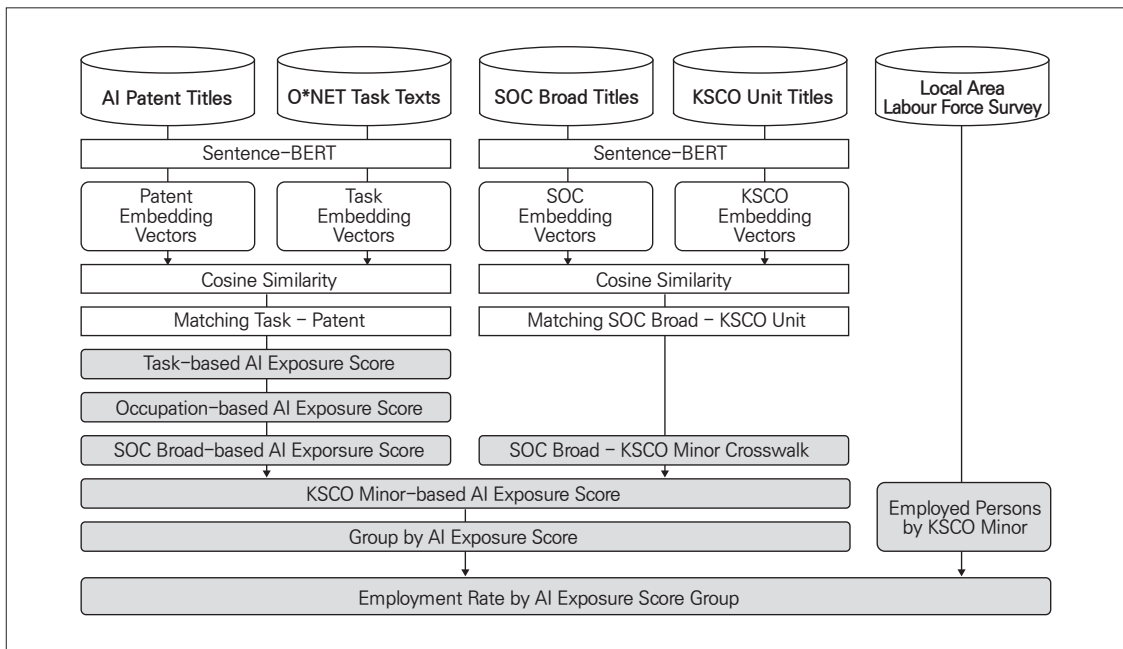 AI Patent Titles
O*NET Task Texts
SOC Broad Titles
KSCO Unit Titles
Local Area
Labour Force Survey
Sentence-BERT
Sentence-BERT
Patent
Embedding
Vectors
Task
Embedding
Vectors
SOC
Embedding
Vectors
KSCO
Embedding
Vectors
Cosine Similarity
Cosine Similarity
Matching Task - Patent
Matching SOC Broad - KSCO Unit
Task-based AI Exposure Score
Occupation-based AI Exposure Score
SOC Broad-based AI Exporsure Score
SOC Broad - KSCO Minor Crosswalk
KSCO Minor-based AI Exposure Score
Employed Persons
by KSCO Minor
Group by AI Exposure Score
Employment Rate by AI Exposure Score Group